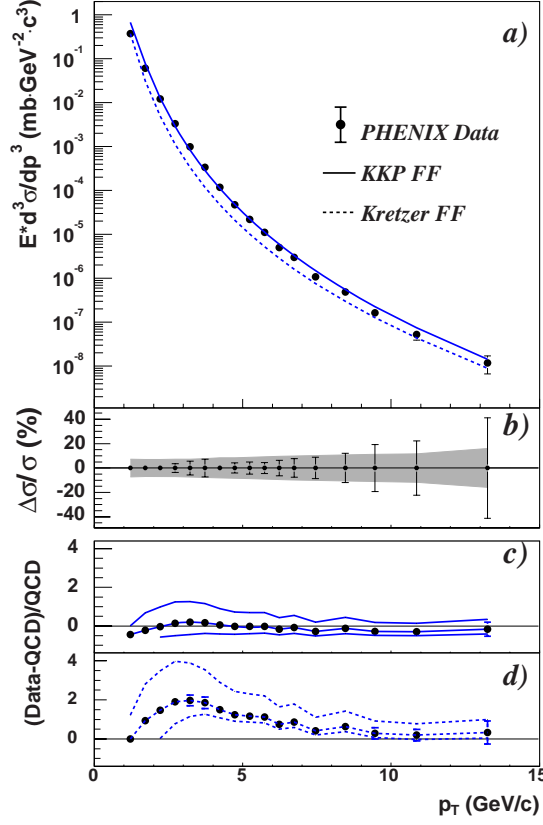 E*d³σ/dp³ (mb·GeV⁻²·c³)
1
10⁻¹
10⁻²
10⁻³
10⁻⁴
10⁻⁵
10⁻⁶
10⁻⁷
10⁻⁸
a)
PHENIX Data
KKP FF
Kretzer FF
Δσ/σ (%)
40
20
0
-20
-40
b)
(Data-QCD)/QCD
4
2
0
c)
4
2
0
d)
0 5 10 15
p_T (GeV/c)